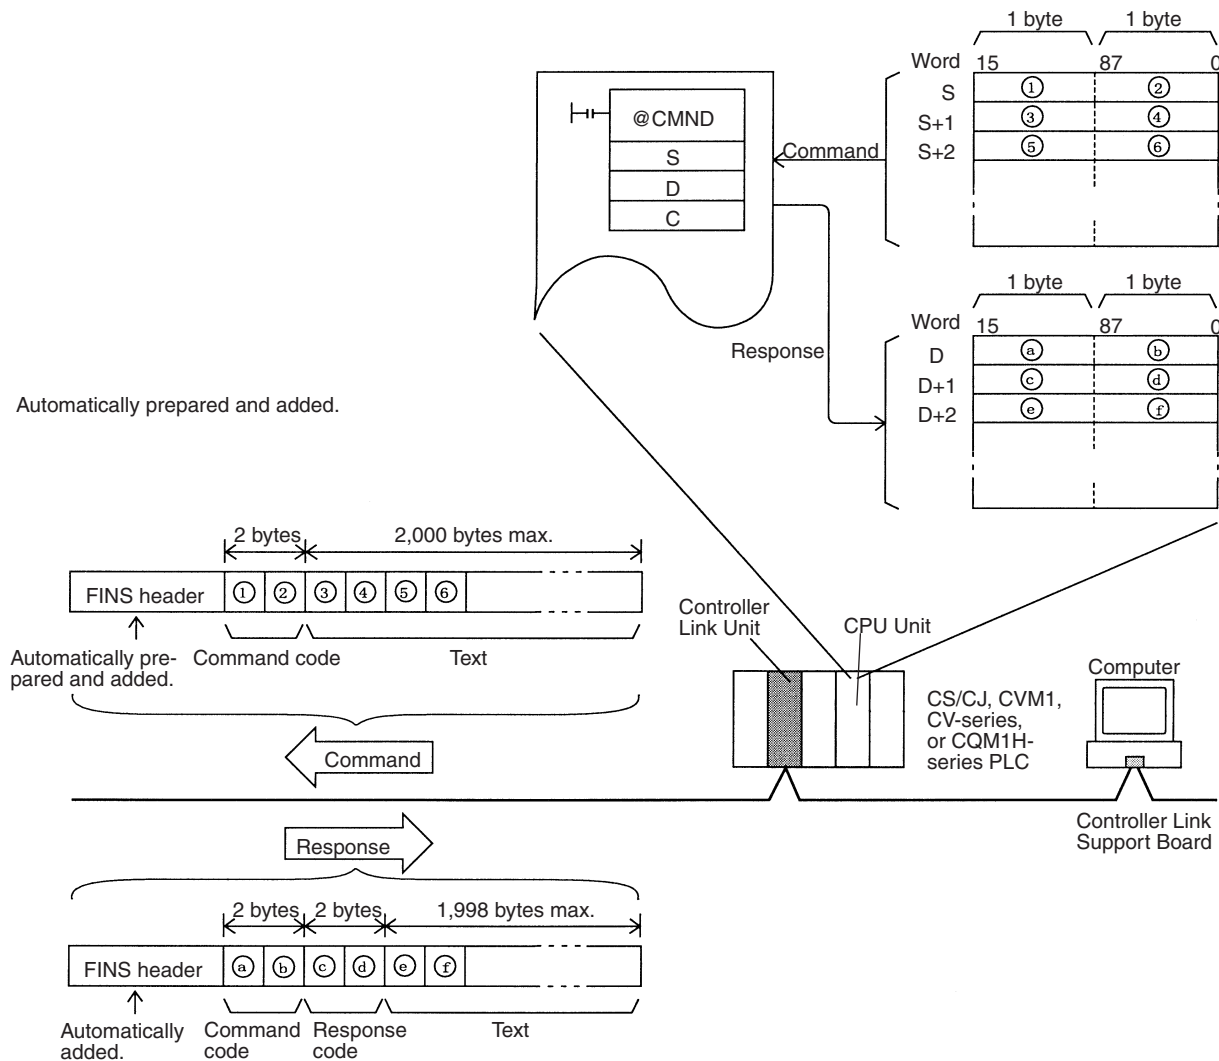 1 byte 1 byte
Word 15 87 0
S ① ②
S+1 ③ ④
S+2 ⑤ ⑥
@CMND
S
D
C
Command
Response
1 byte 1 byte
Word 15 87 0
D ⓐ ⓑ
D+1 ⓒ ⓓ
D+2 ⓔ ⓕ
Automatically prepared and added.
2 bytes 2,000 bytes max.
FINS header ① ② ③ ④ ⑤ ⑥
Automatically pre-
pared and added.
Command code Text
Command
Controller
Link Unit
CPU Unit
CS/CJ, CVM1,
CV-series,
or CQM1H-
series PLC
Computer
Controller Link
Support Board
Response
2 bytes 2 bytes 1,998 bytes max.
FINS header ⓐ ⓑ ⓒ ⓓ ⓔ ⓕ
Automatically
added.
Command
code
Response
code
Text